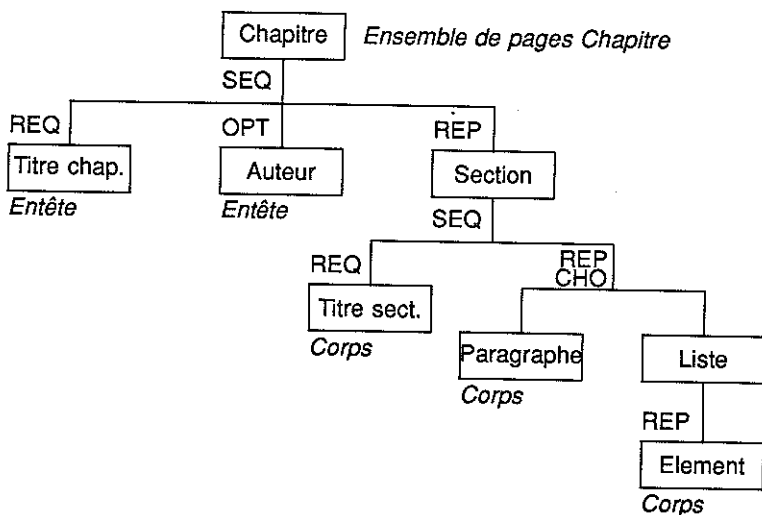 Chapitre Ensemble de pages Chapitre
SEQ
REQ OPT REP
Titre chap. Auteur Section
Entête Entête
SEQ
REQ REP
CHO
Titre sect.
Corps
Paragraphe Liste
Corps
REP
Element
Corps